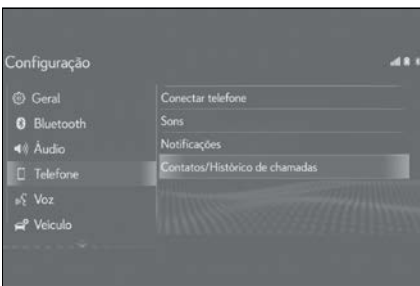 Configuração
Geral
Bluetooth
Áudio
Telefone
Voz
Veículo
Conectar telefone
Sons
Notificações
Contatos/Histórico de chamadas